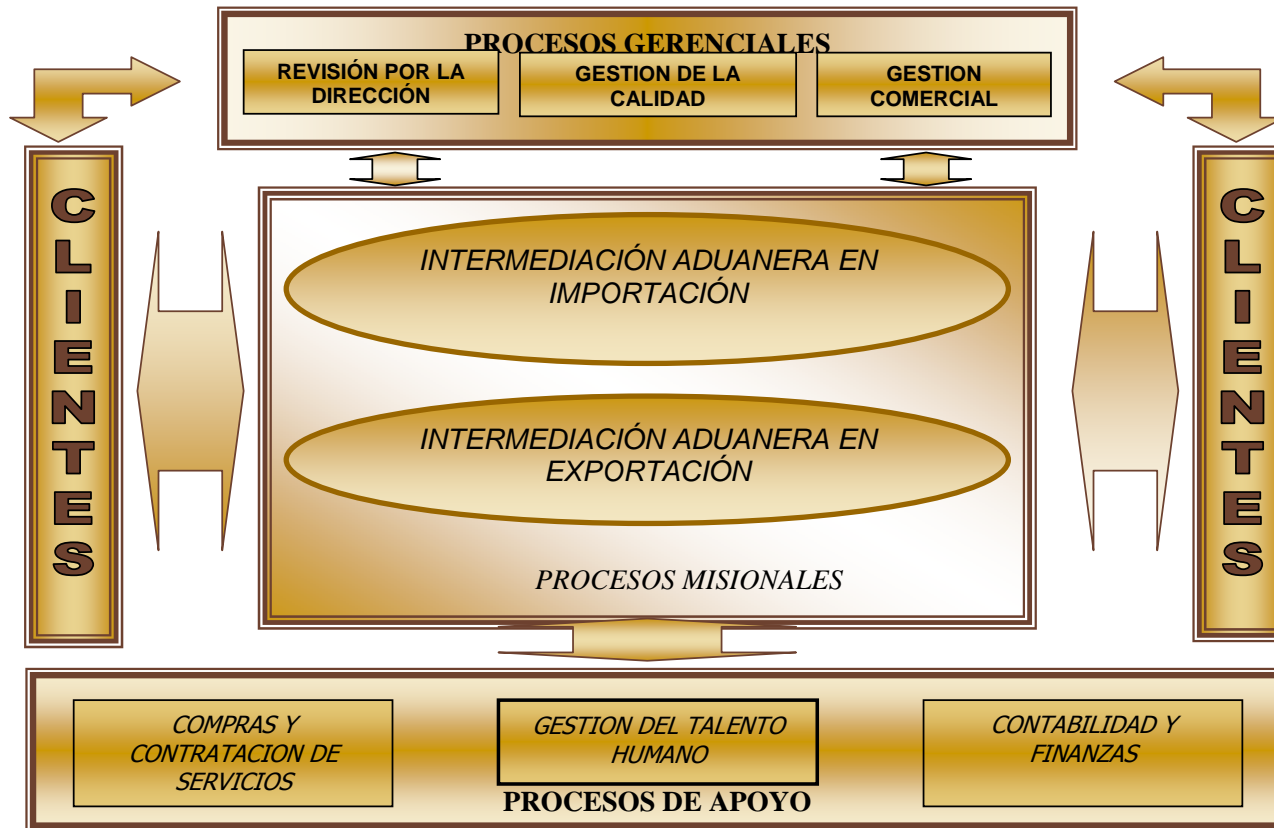 PROCESOS GERENCIALES
REVISIÓN POR LA
DIRECCIÓN
GESTION DE LA
CALIDAD
GESTION
COMERCIAL
CLIENTES
INTERMEDIACIÓN ADUANERA EN
IMPORTACIÓN
INTERMEDIACIÓN ADUANERA EN
EXPORTACIÓN
PROCESOS MISIONALES
CLIENTES
COMPRAS Y
CONTRATACION DE
SERVICIOS
GESTION DEL TALENTO
HUMANO
CONTABILIDAD Y
FINANZAS
PROCESOS DE APOYO